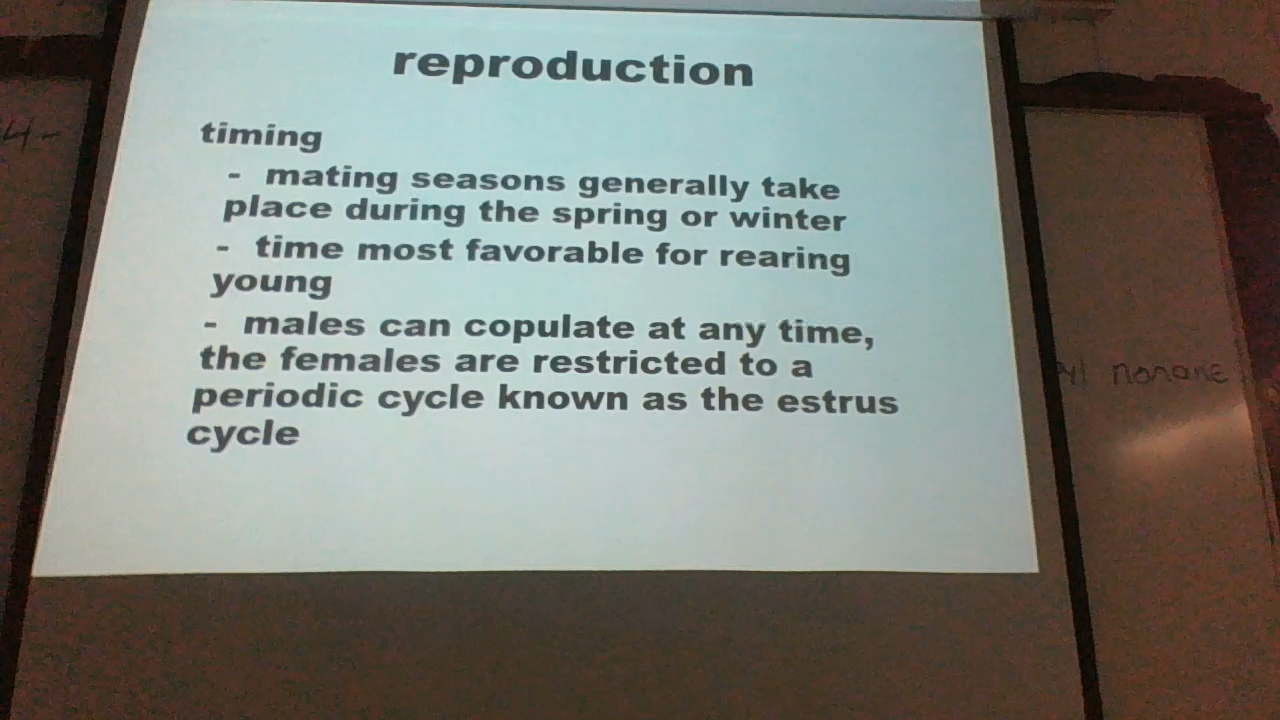 reproduction
timing
- mating seasons generally take
place during the spring or winter
- time most favorable for rearing
young
- males can copulate at any time,
the females are restricted to a
periodic cycle known as the estrus
cycle